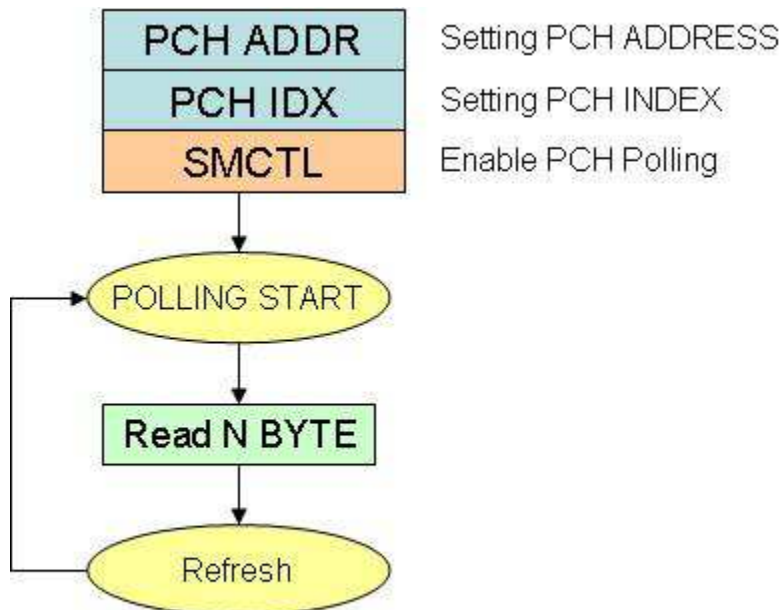 PCH ADDR Setting PCH ADDRESS
PCH IDX Setting PCH INDEX
SMCTL Enable PCH Polling
POLLING START
Read N BYTE
Refresh